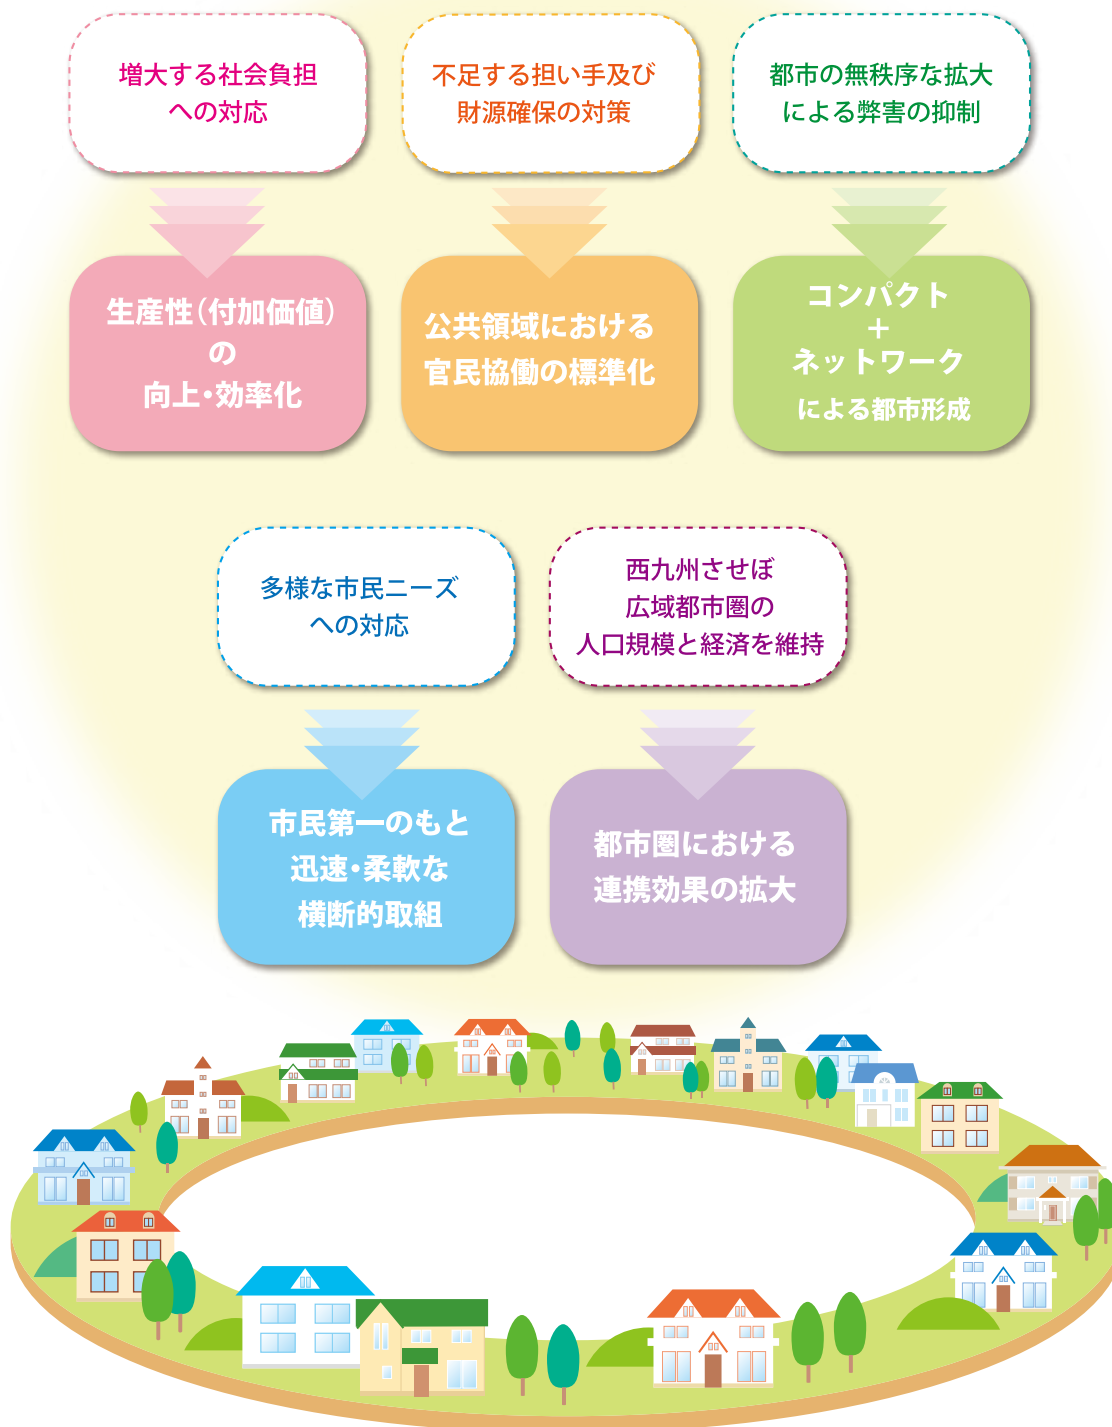 増大する社会負担
への対応
不足する担い手及び
財源確保の対策
都市の無秩序な拡大
による弊害の抑制
生産性(付加価値)
の
向上・効率化
公共領域における
官民協働の標準化
コンパクト
+
ネットワーク
による都市形成
多様な市民ニーズ
への対応
西九州させぼ
広域都市圏の
人口規模と経済を維持
市民第一のもと
迅速・柔軟な
横断的取組
都市圏における
連携効果の拡大